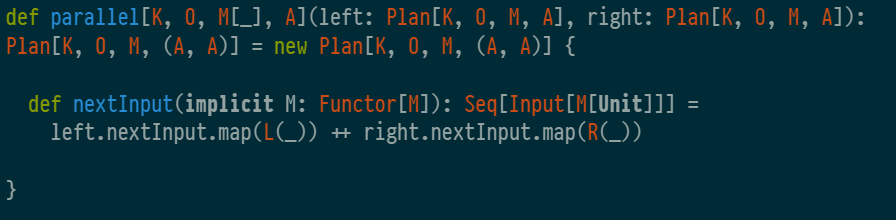 def parallel[K, O, M[_], A](left: Plan[K, O, M, A], right: Plan[K, O, M, A]):
Plan[K, O, M, (A, A)] = new Plan[K, O, M, (A, A)] {
def nextInput(implicit M: Functor[M]): Seq[Input[M[Unit]]] =
left.nextInput.map(L(_)) ++ right.nextInput.map(R(_))
}